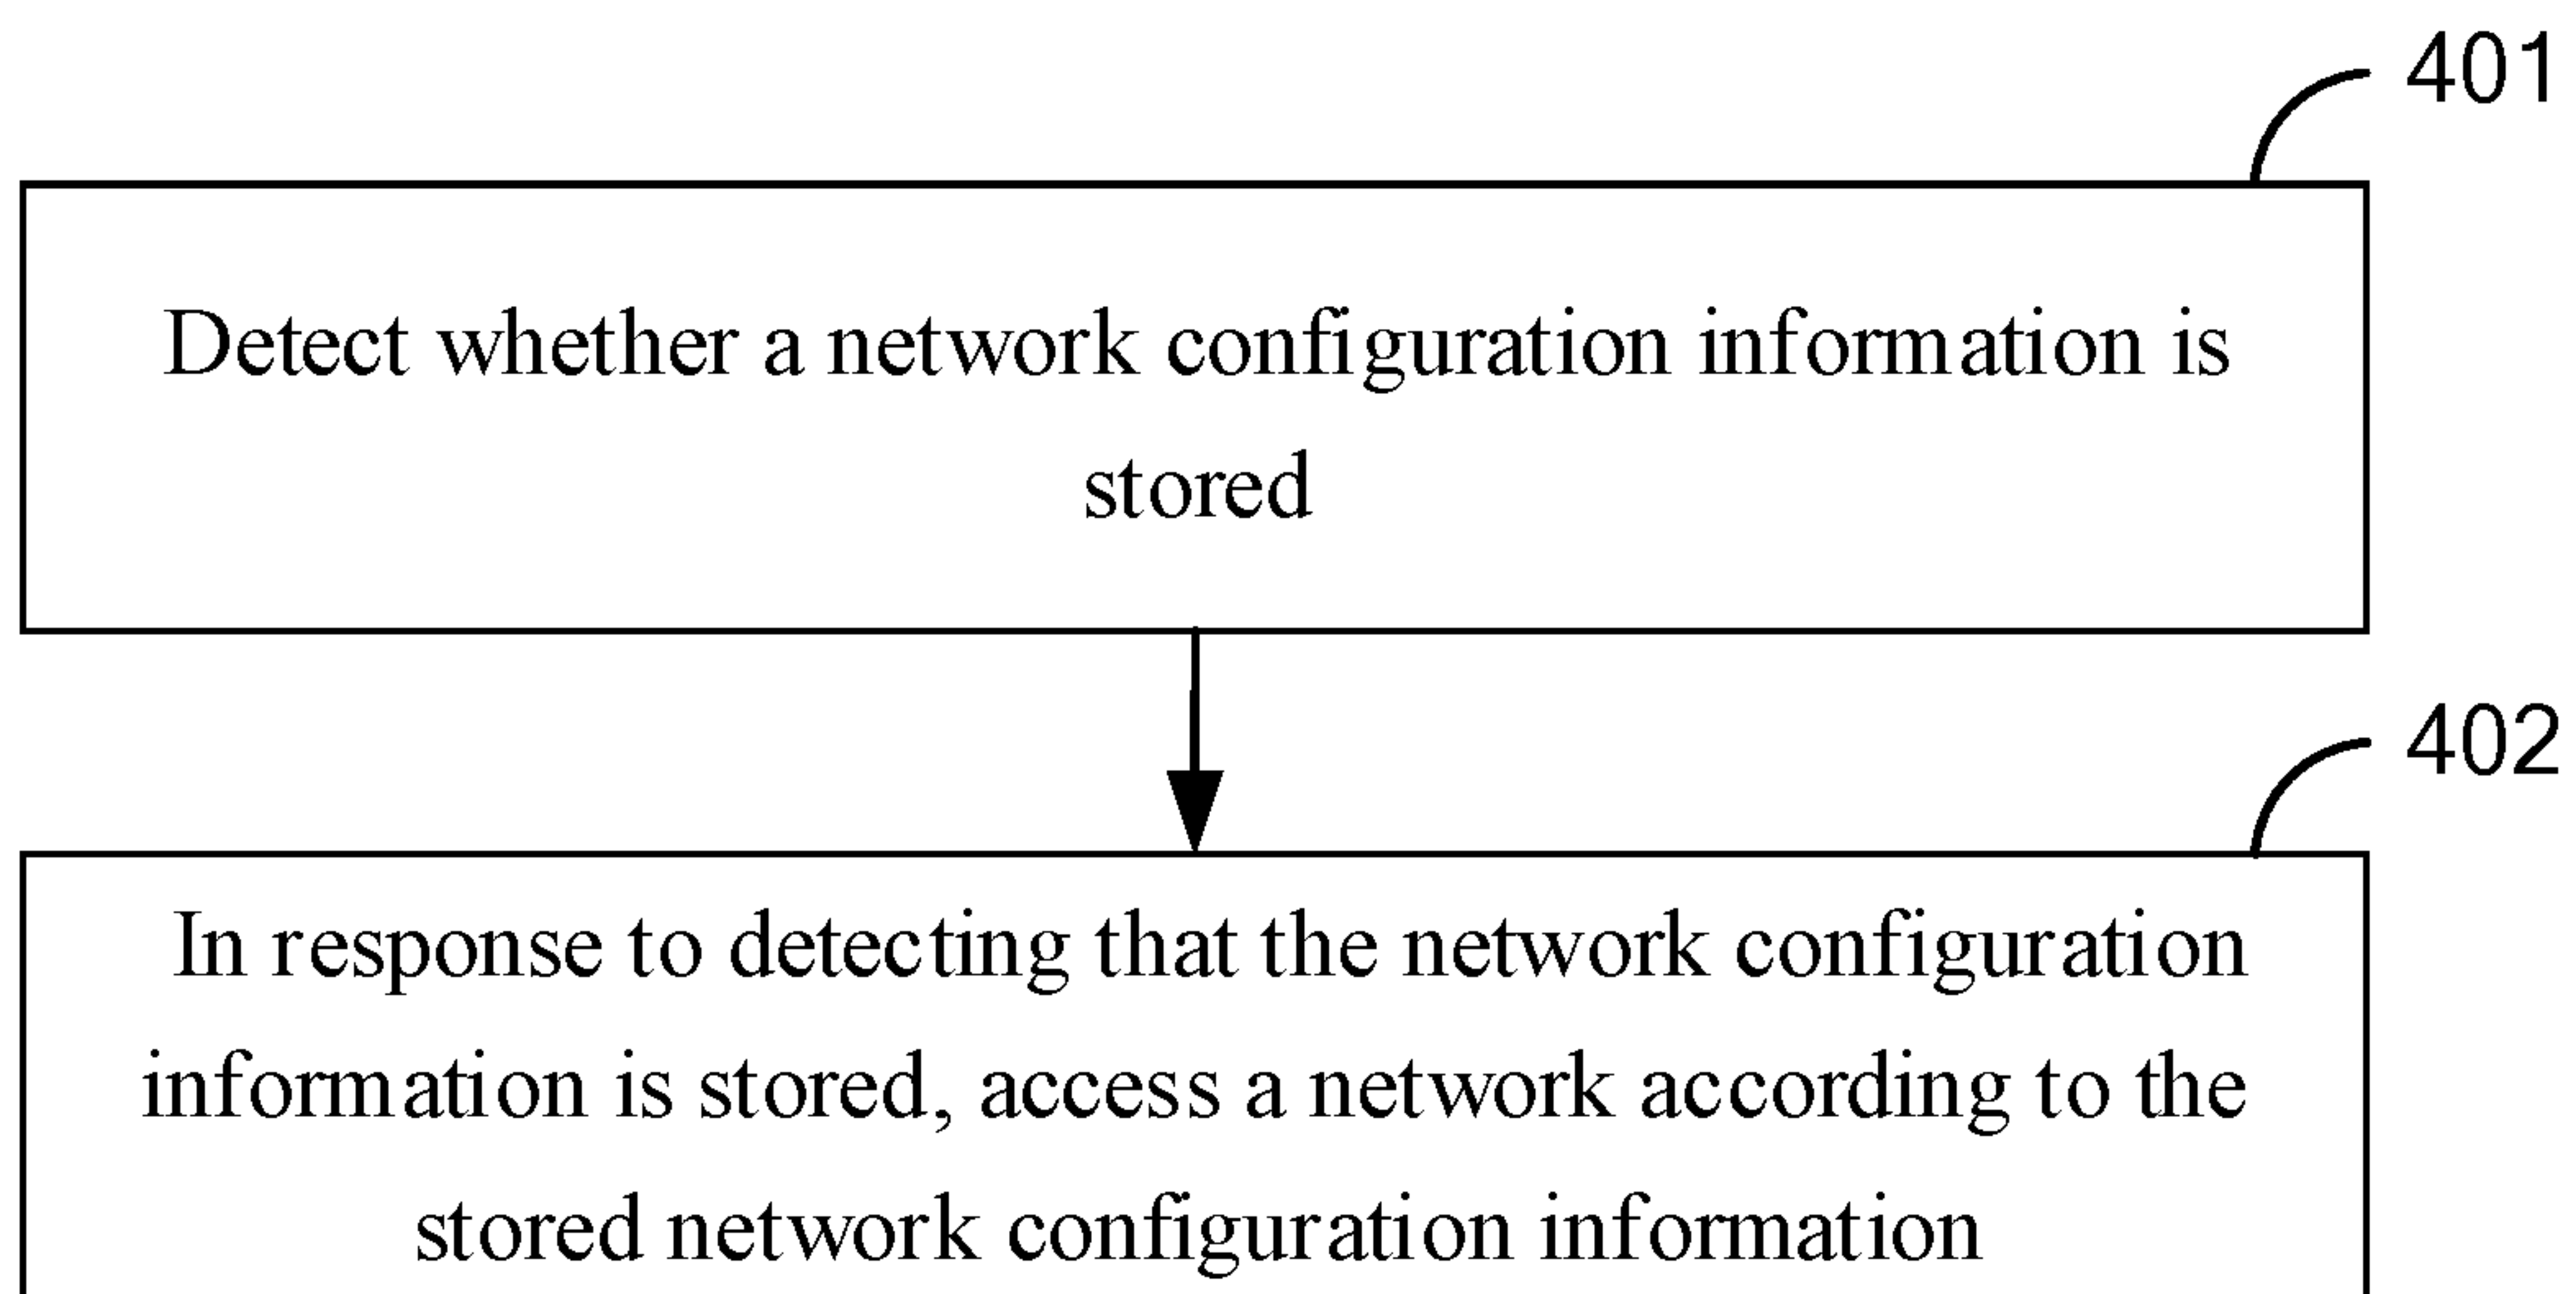 401
Detect whether a network configuration information is
stored
402
In response to detecting that the network configuration
information is stored, access a network according to the
stored network configuration information